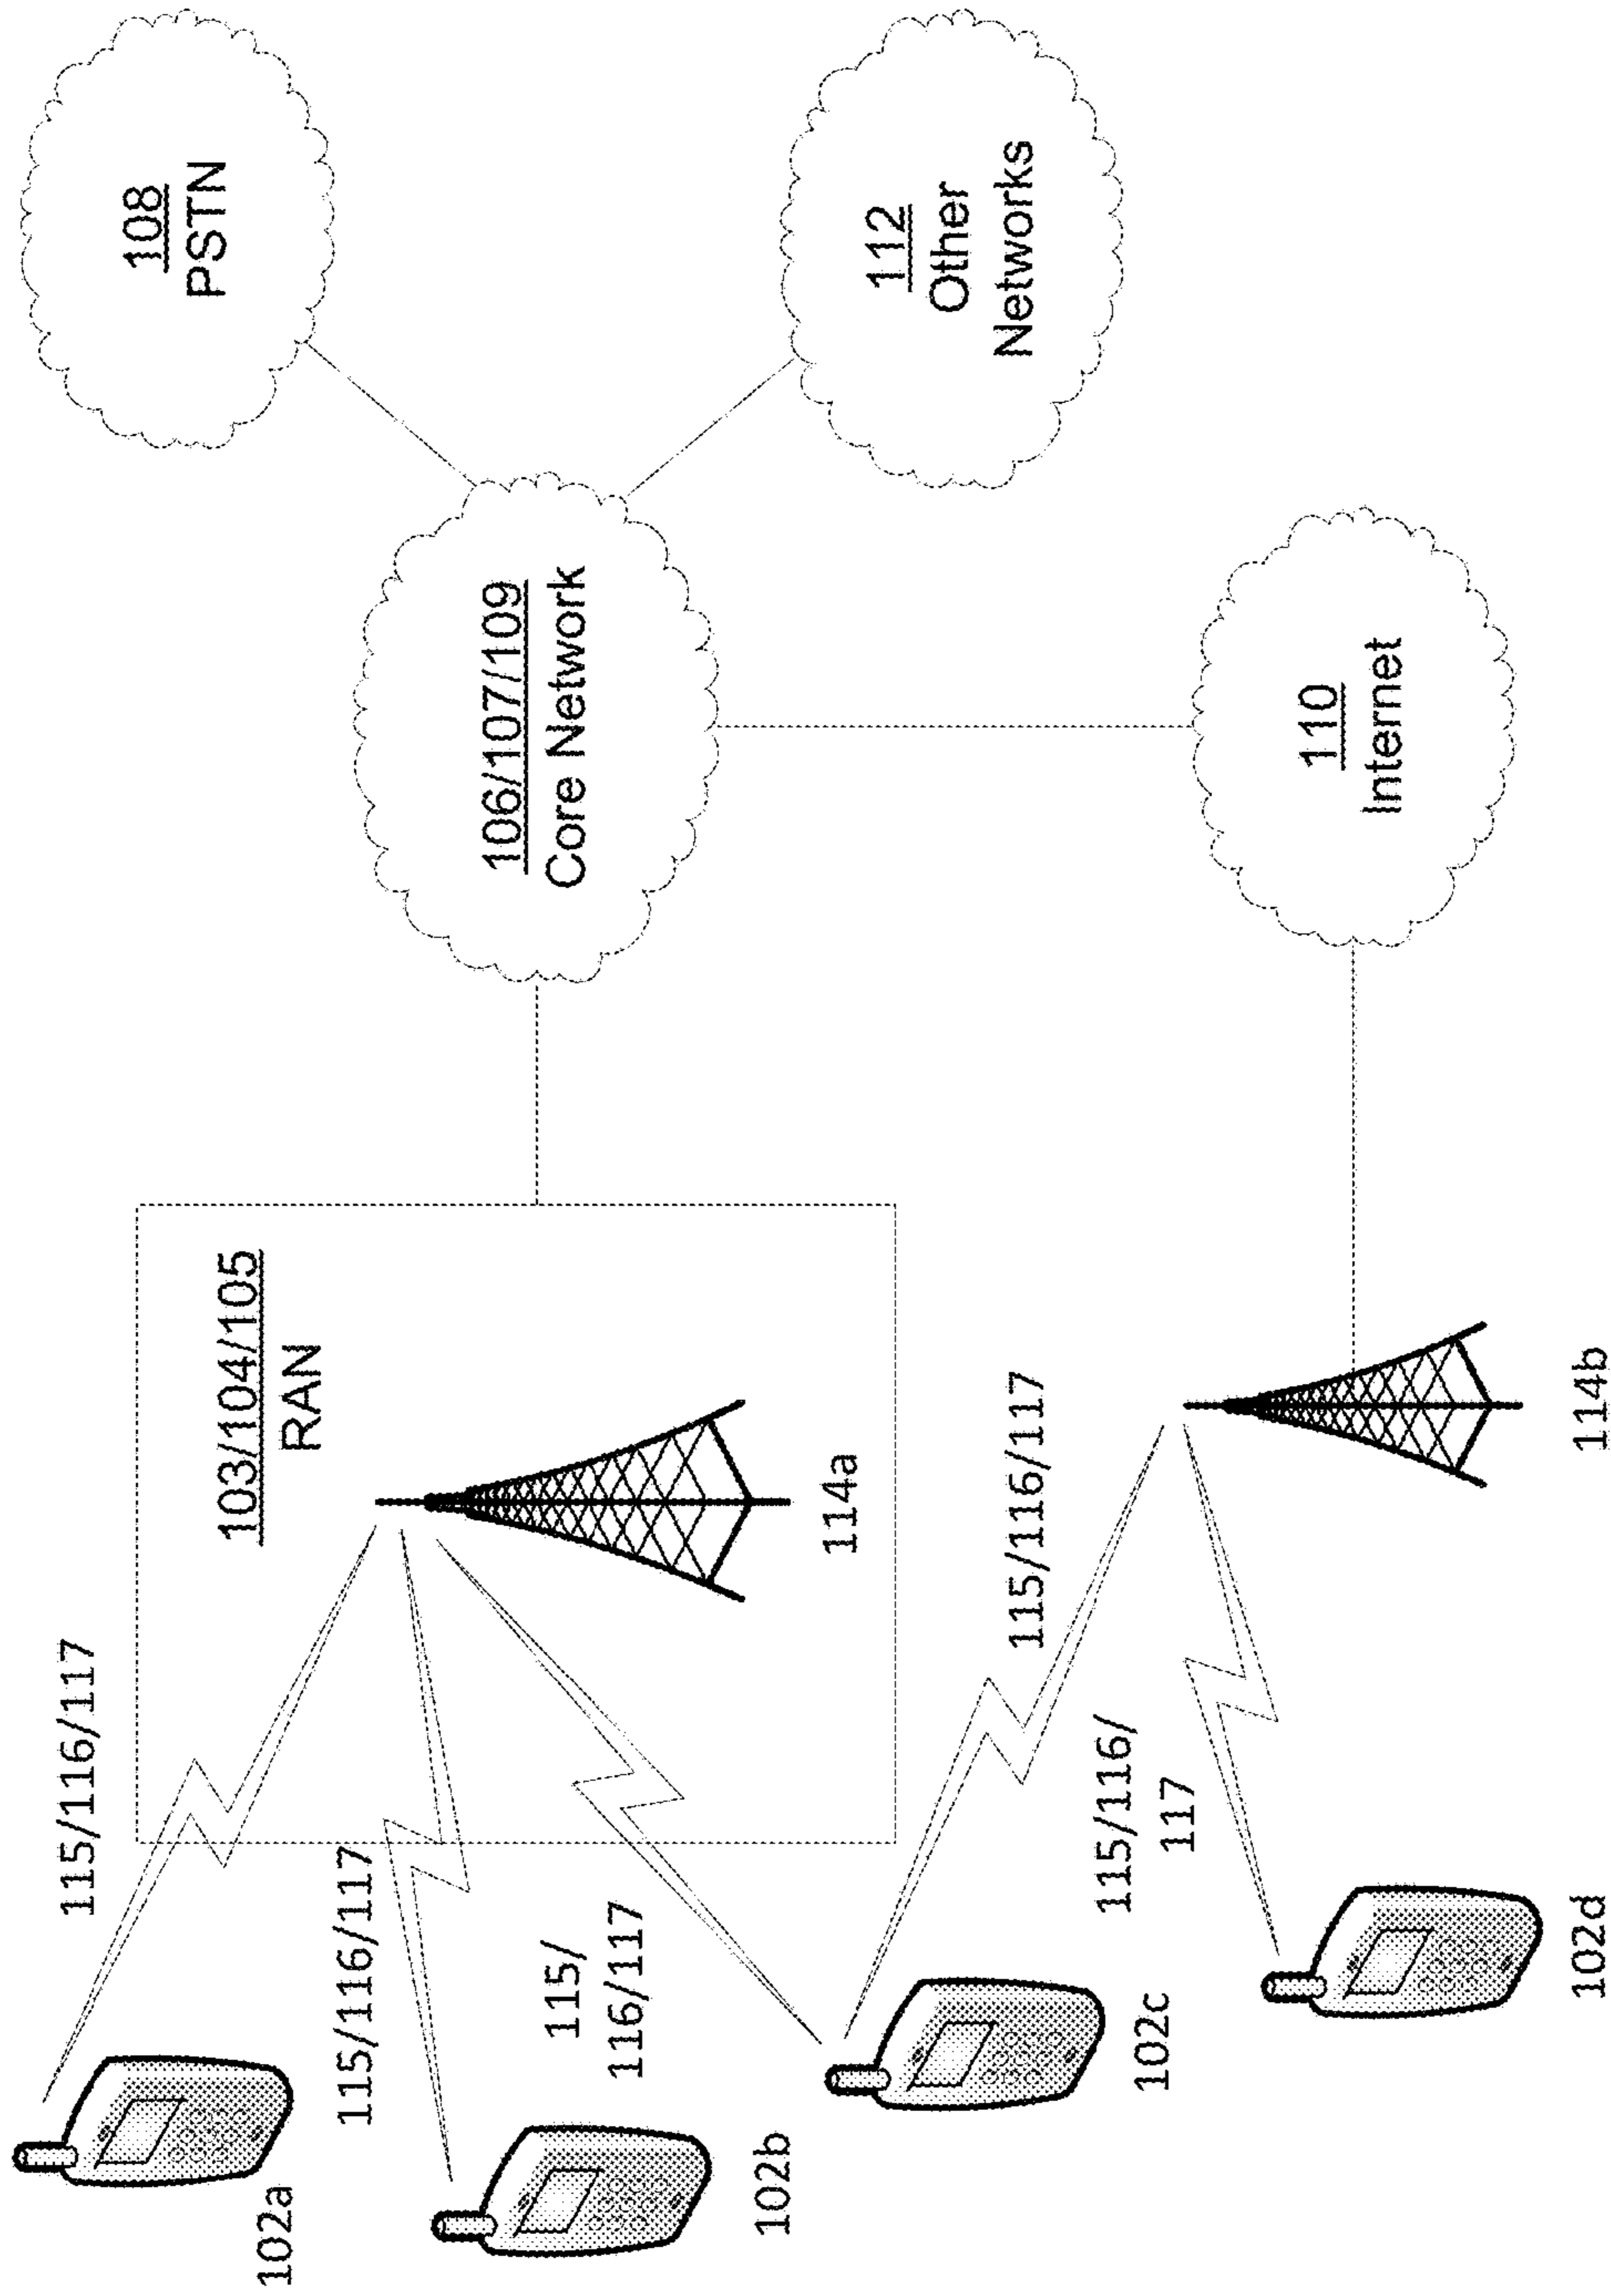 102a
115/116/117
103/104/105
RAN
108
PSTN
115/116/117
102b
106/107/109
Core Network
115/
116/117
114a
112
Other
Networks
102c
115/116/117
115/116/
117
110
Internet
102d
114b